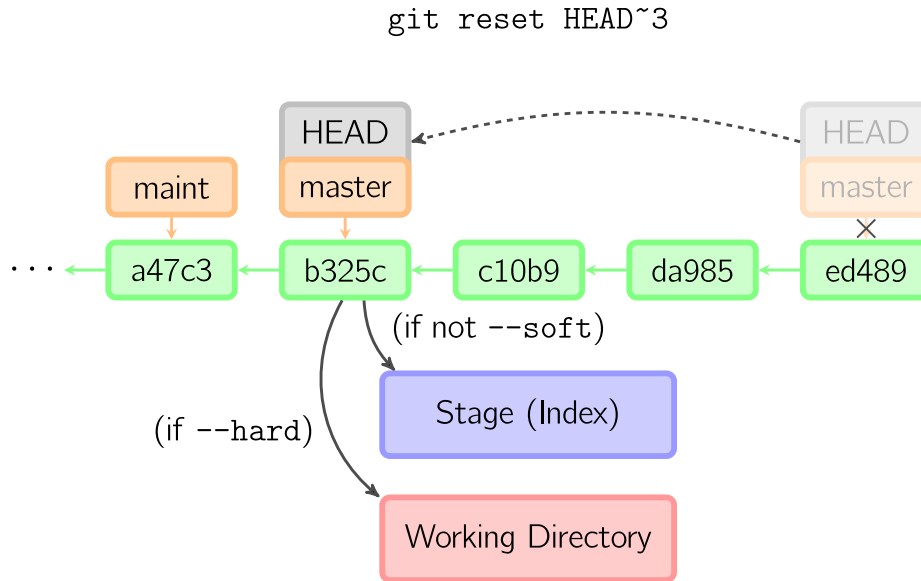 git reset HEAD~3
HEAD
HEAD
maint
master
master
... a47c3 b325c c10b9 da985 ed489
(if not --soft)
Stage (Index)
(if --hard)
Working Directory